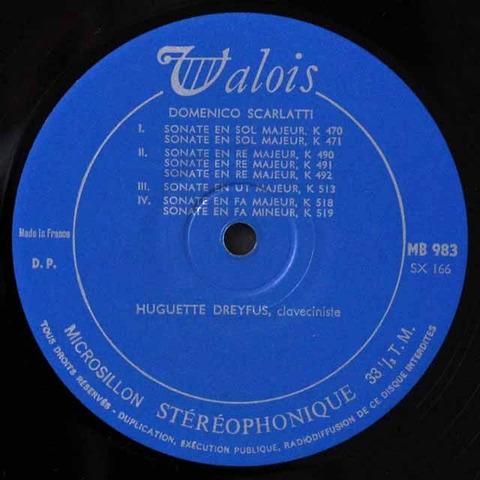 Valois
DOMENICO SCARLATTI
I. SONATE EN SOL MAJEUR, K 470
SONATE EN SOL MAJEUR, K 471
II. SONATE EN RE MAJEUR, K 490
SONATE EN RE MAJEUR, K 491
SONATE EN RE MAJEUR, K 492
III. SONATE EN UT MAJEUR, K 513
IV. SONATE EN FA MAJEUR, K 518
SONATE EN FA MINEUR, K 519
Made in France
D. P.
MB 983
SX 166
HUGUETTE DREYFUS, claveciniste
MICROSILLON STÉRÉOPHONIQUE 33 1/3 T. M.
TOUS DROITS RÉSERVÉS - DUPLICATION, EXÉCUTION PUBLIQUE, RADIODIFFUSION DE CE DISQUE INTERDITES